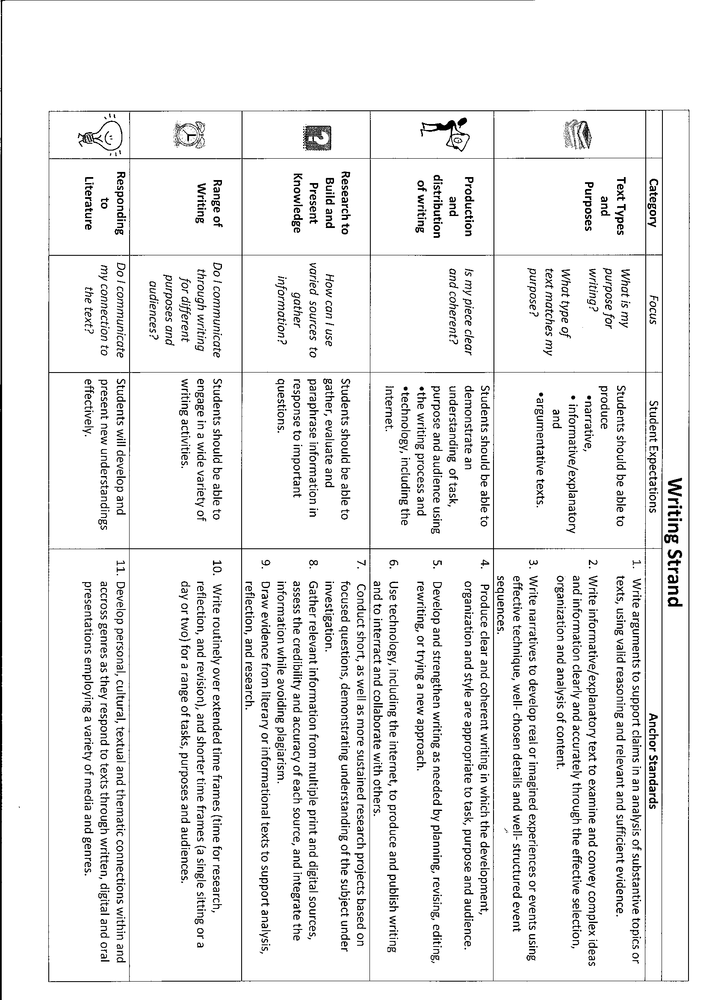 Writing Strand
Category
Focus
Student Expectations
Anchor Standards
Text Types
and
Purposes
What is my
purpose for
writing?
What type of
text matches my
purpose?
Students should be able to
produce
•narrative,
• informative/explanatory
and
•argumentative texts.
1. Write arguments to support claims in an analysis of substantive topics or
texts, using valid reasoning and relevant and sufficient evidence.
2. Write informative/explanatory text to examine and convey complex ideas
and information clearly and accurately through the effective selection,
organization and analysis of content.
3. Write narratives to develop real or imagined experiences or events using
effective technique, well- chosen details and well- structured event
sequences.
Production
and
distribution
of writing
Is my piece clear
and coherent?
Students should be able to
demonstrate an
understanding of task,
purpose and audience using
•the writing process and
•technology, including the
Internet.
4. Produce clear and coherent writing in which the development,
organization and style are appropriate to task, purpose and audience.
5. Develop and strengthen writing as needed by planning, revising, editing,
rewriting, or trying a new approach.
6. Use technology, including the internet, to produce and publish writing
and to interract and collaborate with others.
?
Research to
Build and
Present
Knowledge
How can I use
varied sources to
gather
information?
Students should be able to
gather, evaluate and
paraphrase information in
response to important
questions.
7. Conduct short, as well as more sustained research projects based on
focused questions, demonstrating understanding of the subject under
investigation.
8. Gather relevant information from multiple print and digital sources,
assess the credibility and accuracy of each source, and integrate the
information while avoiding plagiarism.
9. Draw evidence from literary or informational texts to support analysis,
reflection, and research.
Range of
Writing
Do I communicate
through writing
for different
purposes and
audiences?
Students should be able to
engage in a wide variety of
writing activities.
10. Write routinely over extended time frames (time for research,
reflection, and revision), and shorter time frames (a single sitting or a
day or two) for a range of tasks, purposes and audiences.
Responding
to
Literature
Do I communicate
my connection to
the text?
Students will develop and
present new understandings
effectively.
11. Develop personal, cultural, textual and thematic connections within and
across genres as they respond to texts through written, digital and oral
presentations employing a variety of media and genres.